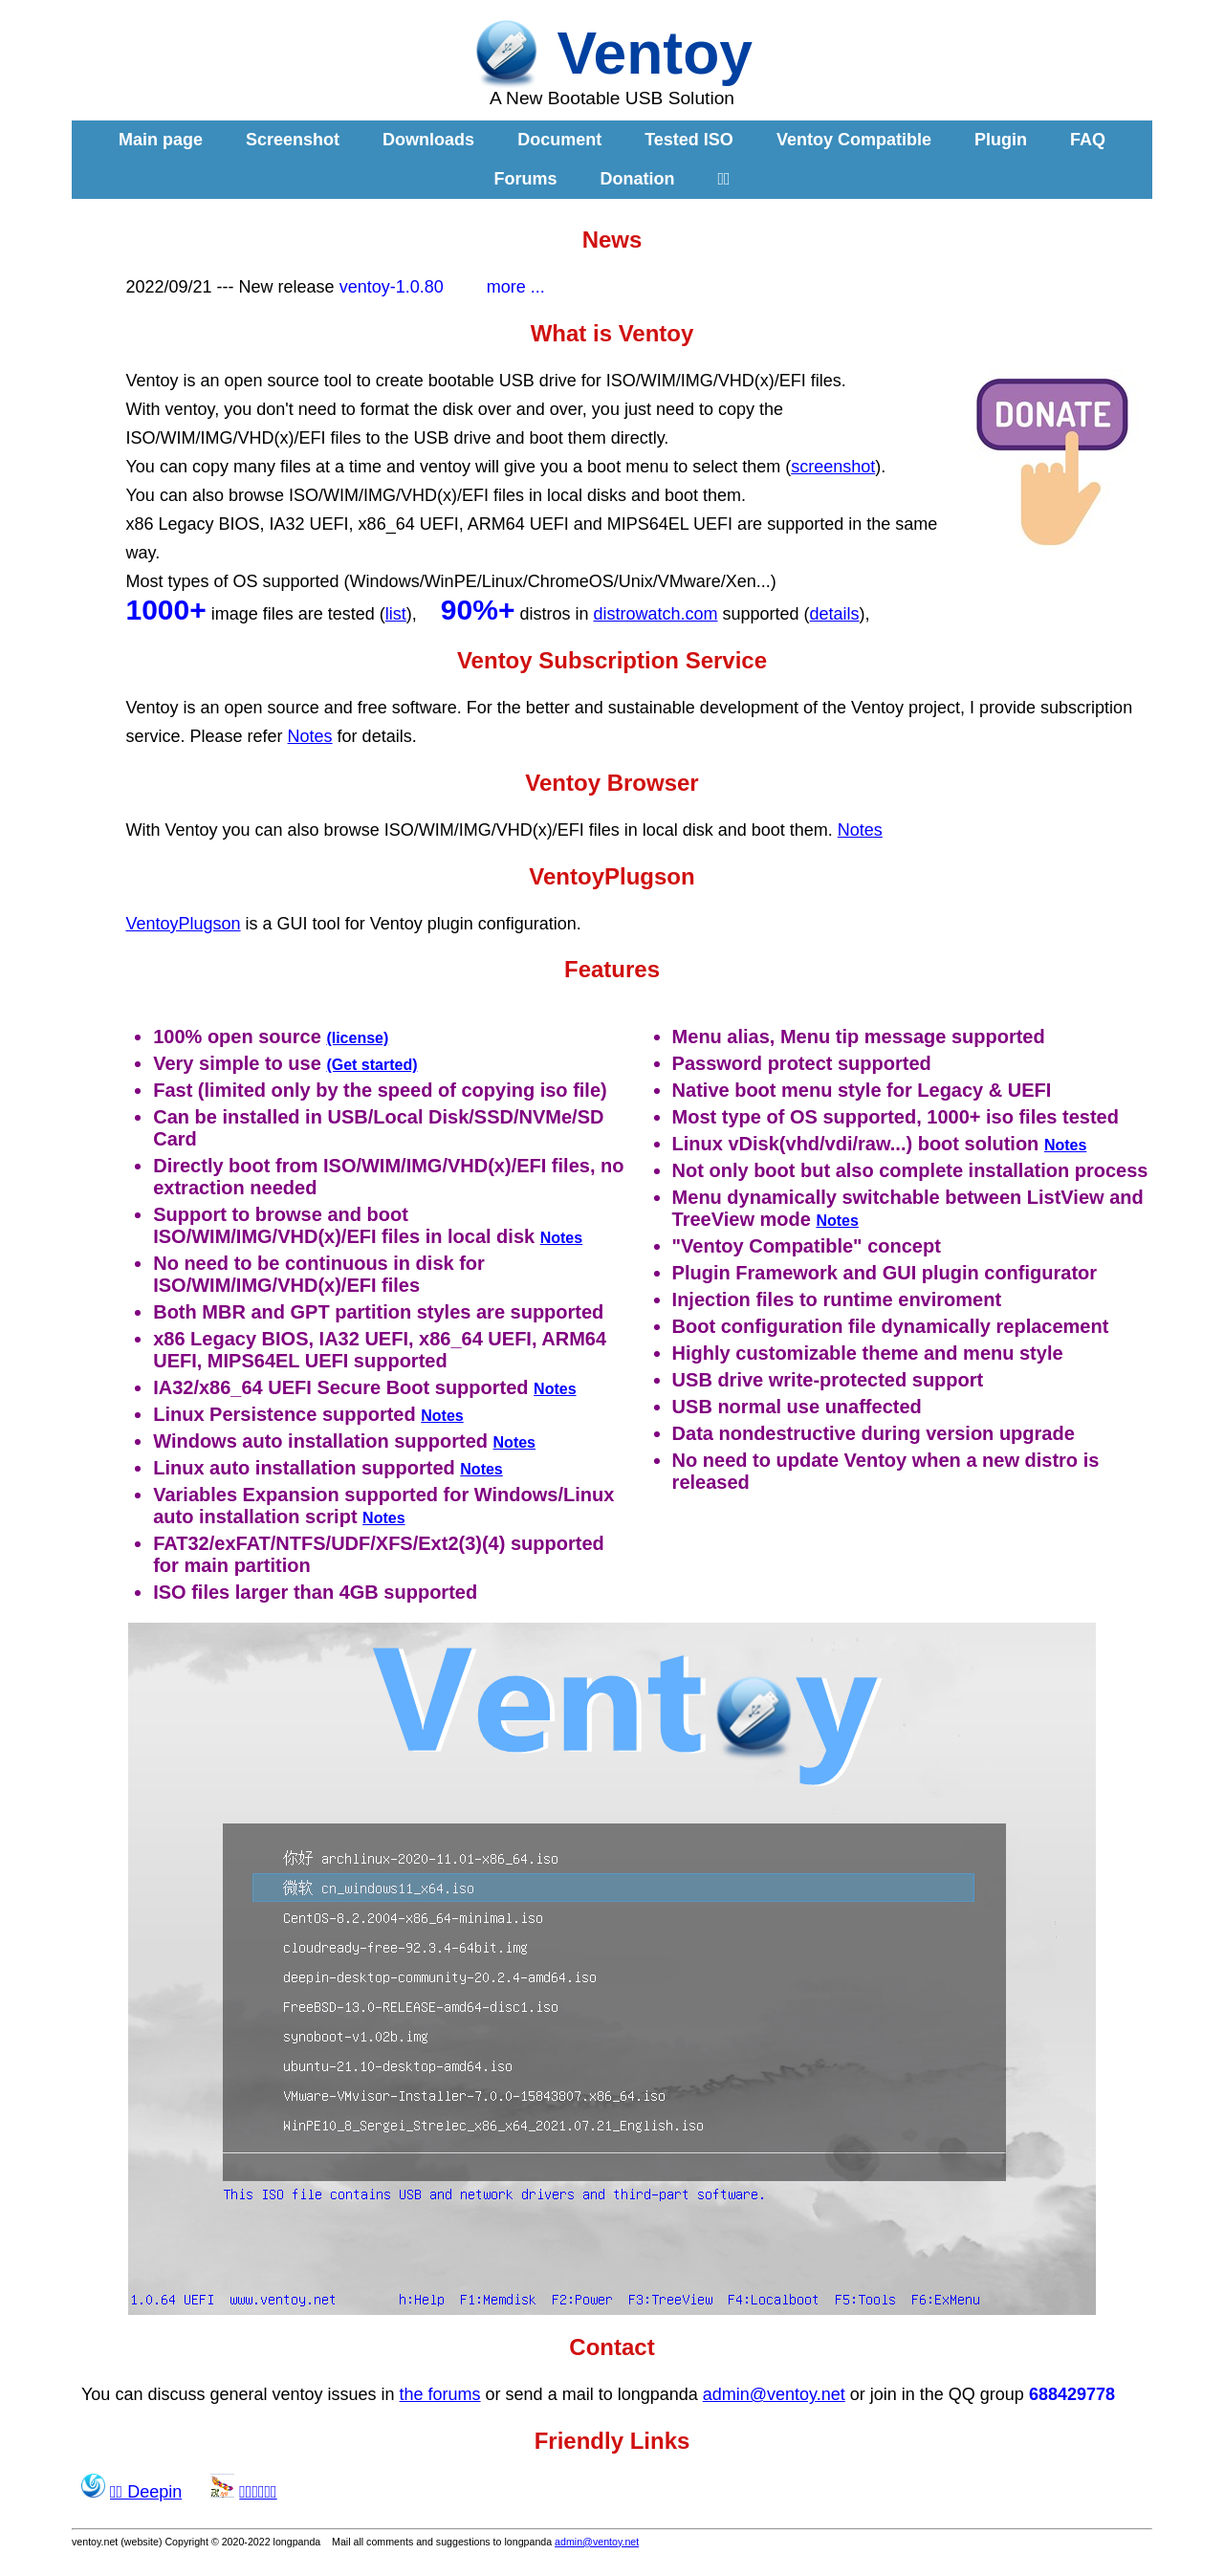 Ventoy
A New Bootable USB Solution
Main page Screenshot Downloads Document Tested ISO Ventoy Compatible Plugin FAQ
Forums Donation
News
2022/09/21 --- New release ventoy-1.0.80 more ...
What is Ventoy
Ventoy is an open source tool to create bootable USB drive for ISO/WIM/IMG/VHD(x)/EFI files.
With ventoy, you don't need to format the disk over and over, you just need to copy the
ISO/WIM/IMG/VHD(x)/EFI files to the USB drive and boot them directly.
You can copy many files at a time and ventoy will give you a boot menu to select them (screenshot).
You can also browse ISO/WIM/IMG/VHD(x)/EFI files in local disks and boot them.
x86 Legacy BIOS, IA32 UEFI, x86_64 UEFI, ARM64 UEFI and MIPS64EL UEFI are supported in the same
way.
Most types of OS supported (Windows/WinPE/Linux/ChromeOS/Unix/VMware/Xen...)
1000+ image files are tested (list), 90%+ distros in distrowatch.com supported (details),
DONATE
Ventoy Subscription Service
Ventoy is an open source and free software. For the better and sustainable development of the Ventoy project, I provide subscription
service. Please refer Notes for details.
Ventoy Browser
With Ventoy you can also browse ISO/WIM/IMG/VHD(x)/EFI files in local disk and boot them. Notes
VentoyPlugson
VentoyPlugson is a GUI tool for Ventoy plugin configuration.
Features
100% open source (license)
Very simple to use (Get started)
Fast (limited only by the speed of copying iso file)
Can be installed in USB/Local Disk/SSD/NVMe/SD
Card
Directly boot from ISO/WIM/IMG/VHD(x)/EFI files, no
extraction needed
Support to browse and boot
ISO/WIM/IMG/VHD(x)/EFI files in local disk Notes
No need to be continuous in disk for
ISO/WIM/IMG/VHD(x)/EFI files
Both MBR and GPT partition styles are supported
x86 Legacy BIOS, IA32 UEFI, x86_64 UEFI, ARM64
UEFI, MIPS64EL UEFI supported
IA32/x86_64 UEFI Secure Boot supported Notes
Linux Persistence supported Notes
Windows auto installation supported Notes
Linux auto installation supported Notes
Variables Expansion supported for Windows/Linux
auto installation script Notes
FAT32/exFAT/NTFS/UDF/XFS/Ext2(3)(4) supported
for main partition
ISO files larger than 4GB supported
Menu alias, Menu tip message supported
Password protect supported
Native boot menu style for Legacy & UEFI
Most type of OS supported, 1000+ iso files tested
Linux vDisk(vhd/vdi/raw...) boot solution Notes
Not only boot but also complete installation process
Menu dynamically switchable between ListView and
TreeView mode Notes
"Ventoy Compatible" concept
Plugin Framework and GUI plugin configurator
Injection files to runtime enviroment
Boot configuration file dynamically replacement
Highly customizable theme and menu style
USB drive write-protected support
USB normal use unaffected
Data nondestructive during version upgrade
No need to update Ventoy when a new distro is
released
Ventoy
你好 archlinux-2020-11.01-x86_64.iso
微软 cn_windows11_x64.iso
CentOS-8.2.2004-x86_64-minimal.iso
cloudready-free-92.3.4-64bit.img
deepin-desktop-community-20.2.4-amd64.iso
FreeBSD-13.0-RELEASE-amd64-disc1.iso
synoboot-v1.02b.img
ubuntu-21.10-desktop-amd64.iso
VMware-VMvisor-Installer-7.0.0-15843807.x86_64.iso
WinPE10_8_Sergei_Strelec_x86_x64_2021.07.21_English.iso
This ISO file contains USB and network drivers and third-part software.
1.0.64 UEFI www.ventoy.net h:Help F1:Memdisk F2:Power F3:TreeView F4:Localboot F5:Tools F6:ExMenu
Contact
You can discuss general ventoy issues in the forums or send a mail to longpanda admin@ventoy.net or join in the QQ group 688429778
Friendly Links
Deepin
ventoy.net (website) Copyright © 2020-2022 longpanda Mail all comments and suggestions to longpanda admin@ventoy.net